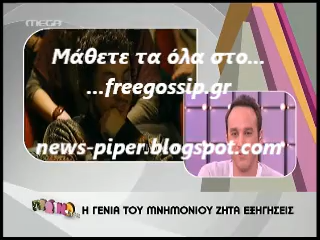 MEGA
Μάθετε τα όλα στο...
...freegossip.gr
news-piper.blogspot.com
Η ΓΕΝΙΑ ΤΟΥ ΜΝΗΜΟΝΙΟΥ ΖΗΤΑ ΕΞΗΓΗΣΕΙΣ